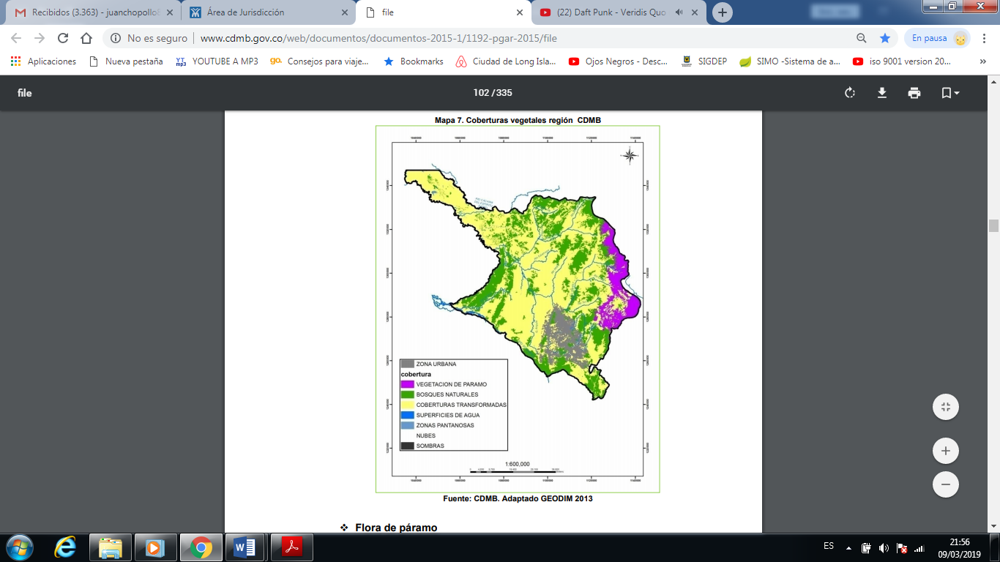 Recibidos (3.363) - juanchopollo8
Área de Jurisdicción
file
(22) Daft Punk - Veridis Quo
No es seguro
www.cdmb.gov.co/web/documentos/documentos-2015-1/1192-pgar-2015/file
En pausa
Aplicaciones
Nueva pestaña
YOUTUBE A MP3
Consejos para viaje...
Bookmarks
Ciudad de Long Isla...
Ojos Negros - Desc...
SIGDEP
SIMO -Sistema de a...
iso 9001 version 20...
»
file
102 / 335
Mapa 7. Coberturas vegetales región CDMB
ZONA URBANA
cobertura
VEGETACION DE PARAMO
BOSQUES NATURALES
COBERTURAS TRANSFORMADAS
SUPERFICIES DE AGUA
ZONAS PANTANOSAS
NUBES
SOMBRAS
1:600,000
Fuente: CDMB. Adaptado GEODIM 2013
❖ Flora de páramo
ES
21:56
09/03/2019